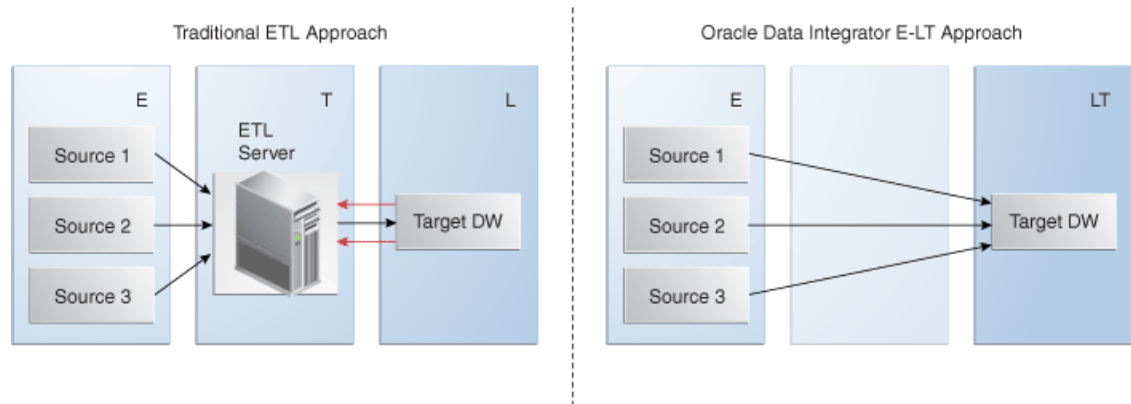 Traditional ETL Approach
E
T
L
ETL
Server
Source 1
Source 2
Source 3
Target DW
Oracle Data Integrator E-LT Approach
E
LT
Source 1
Source 2
Source 3
Target DW